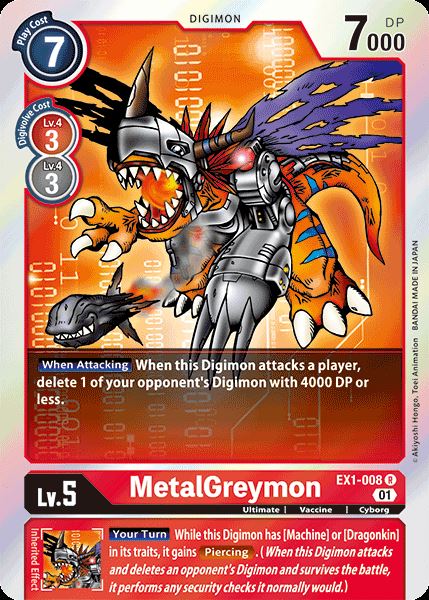 Play Cost
7
DIGIMON
DP
7000
Digivolve Cost
Lv.4
3
Lv.4
3
©Akiyoshi Hongo, Toei Animation BANDAI MADE IN JAPAN
When Attacking When this Digimon attacks a player,
delete 1 of your opponent's Digimon with 4000 DP or
less.
Lv.5
MetalGreymon
EX1-008 R
01
Ultimate | Vaccine | Cyborg
Inherited Effect
Your Turn While this Digimon has [Machine] or [Dragonkin]
in its traits, it gains Piercing. (When this Digimon attacks
and deletes an opponent's Digimon and survives the battle,
it performs any security checks it normally would.)